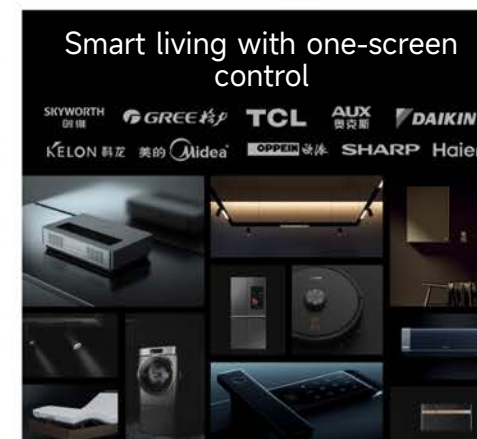 Smart living with one-screen
control
SKYWORTH 创维 GREE 格力 TCL AUX 奥克斯 DAIKIN
KELON 科龙 美的 Midea OPPEIN 欧派 SHARP Haier